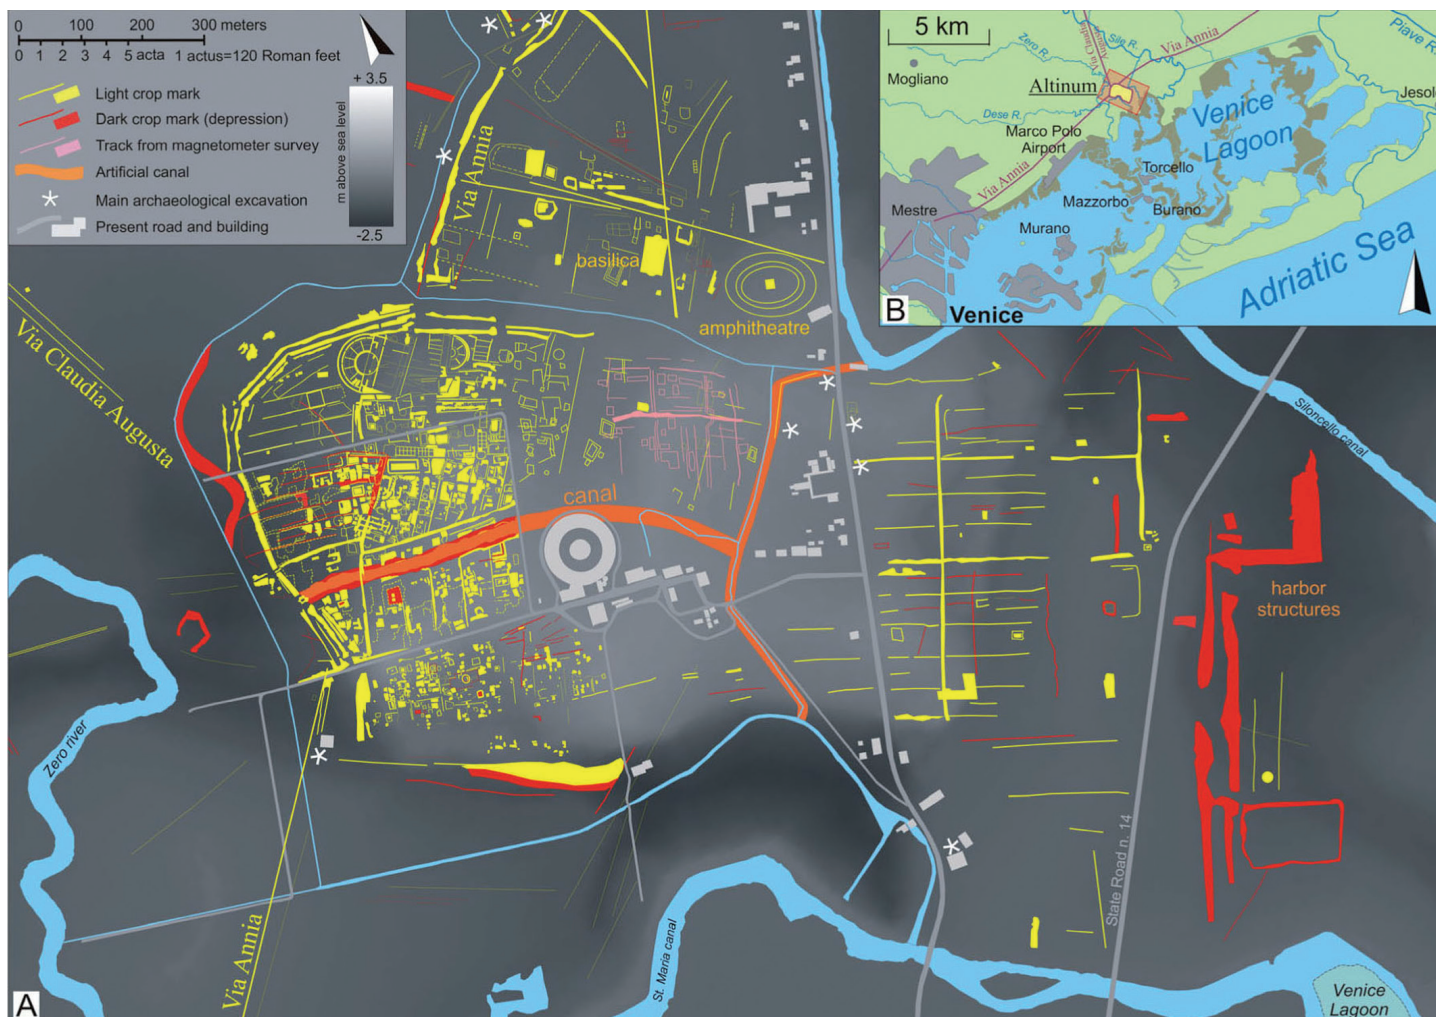 0 100 200 300 meters
0 1 2 3 4 5 acta 1 actus=120 Roman feet
Light crop mark
Dark crop mark (depression)
Track from magnetometer survey
Artificial canal
Main archaeological excavation
Present road and building
+ 3.5
m above sea level
-2.5
Via Annia
basilica
amphitheatre
Via Claudia Augusta
canal
harbor
structures
Siloncello canal
Zero river
State Road n. 14
Via Annia
St. Maria canal
Venice
Lagoon
A
5 km
Zero R.
Via Claudia
Augusta
Sile R.
Via Annia
Piave R.
Mogliano
Altinum
Dese R.
Jesolo
Venice
Lagoon
Marco Polo
Airport
Torcello
Via Annia
Mazzorbo
Burano
Mestre
Murano
Adriatic Sea
B
Venice